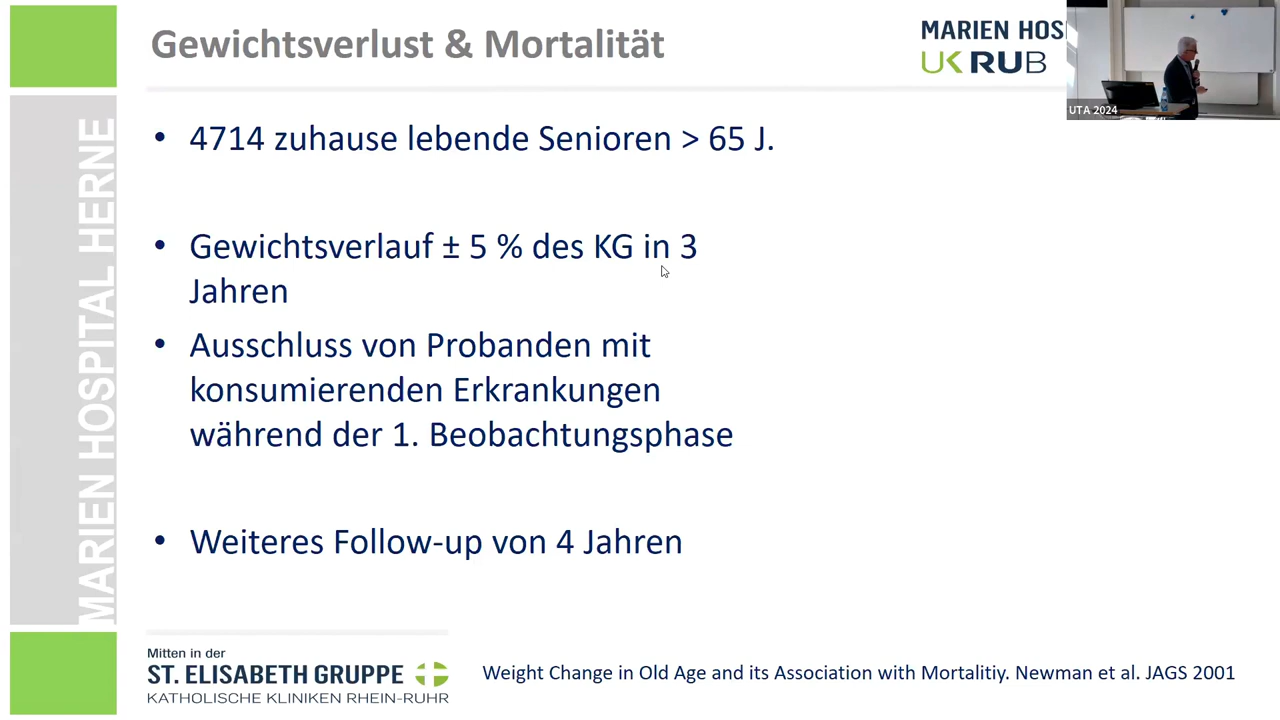 Gewichtsverlust & Mortalität
MARIEN HOS
UK RUB
UTA 2024
• 4714 zuhause lebende Senioren > 65 J.
• Gewichtsverlauf ± 5 % des KG in 3
Jahren
• Ausschluss von Probanden mit
konsumierenden Erkrankungen
während der 1. Beobachtungsphase
• Weiteres Follow-up von 4 Jahren
MARIEN HOSPITAL HERNE
Mitten in der
ST. ELISABETH GRUPPE
KATHOLISCHE KLINIKEN RHEIN-RUHR
Weight Change in Old Age and its Association with Mortalitiy. Newman et al. JAGS 2001